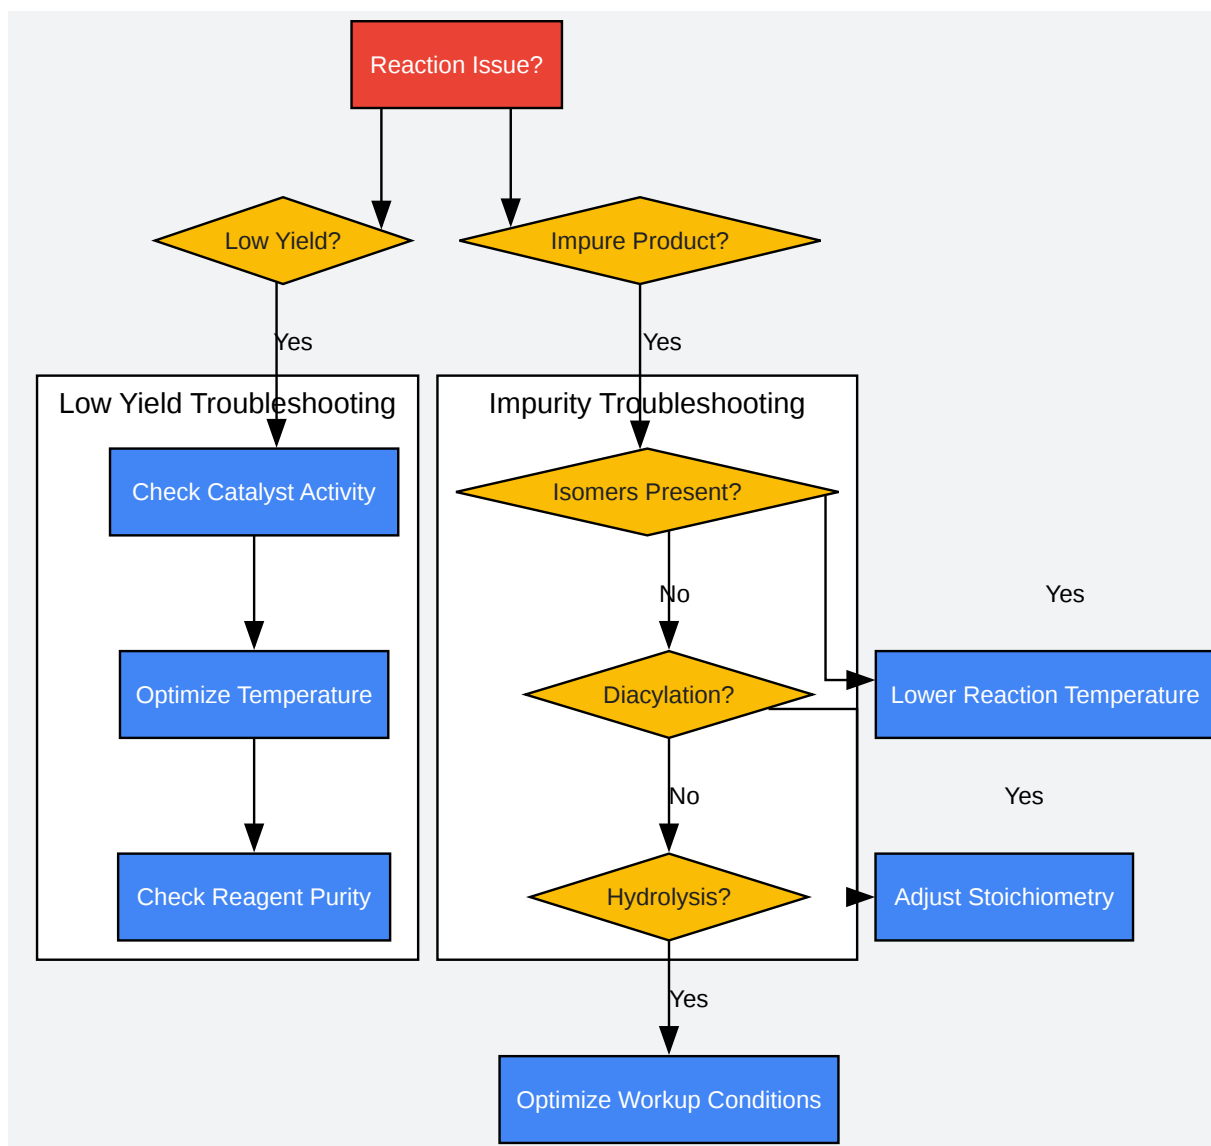 Reaction Issue?
Low Yield?
Impure Product?
Yes
Yes
Low Yield Troubleshooting
Impurity Troubleshooting
Check Catalyst Activity
Isomers Present?
No
Yes
Optimize Temperature
Diacylation?
Lower Reaction Temperature
No
Yes
Check Reagent Purity
Hydrolysis?
Adjust Stoichiometry
Yes
Optimize Workup Conditions